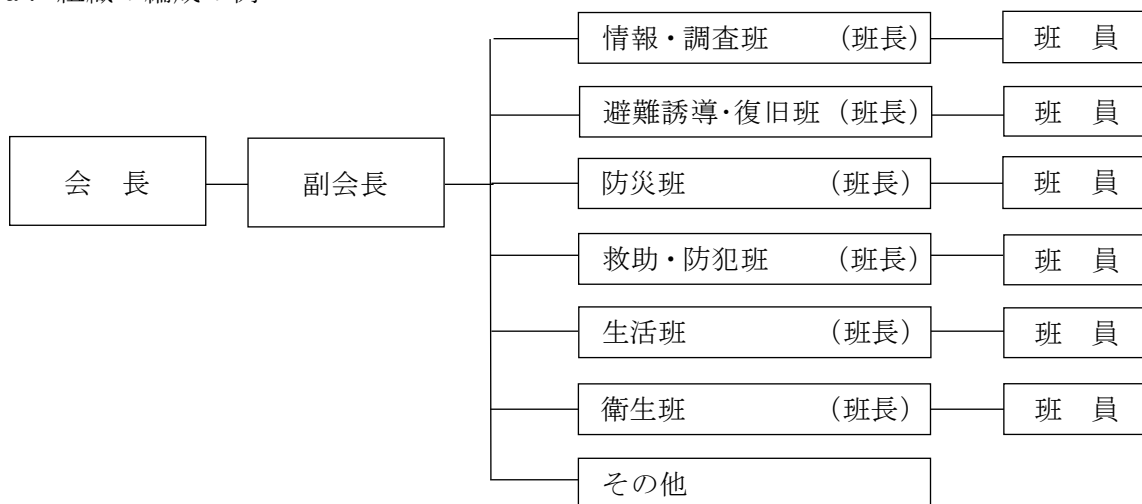 情報・調査班 (班長) 班 員
避難誘導・復旧班 (班長) 班 員
会 長 副会長 防災班 (班長) 班 員
救助・防犯班 (班長) 班 員
生活班 (班長) 班 員
衛生班 (班長) 班 員
その他